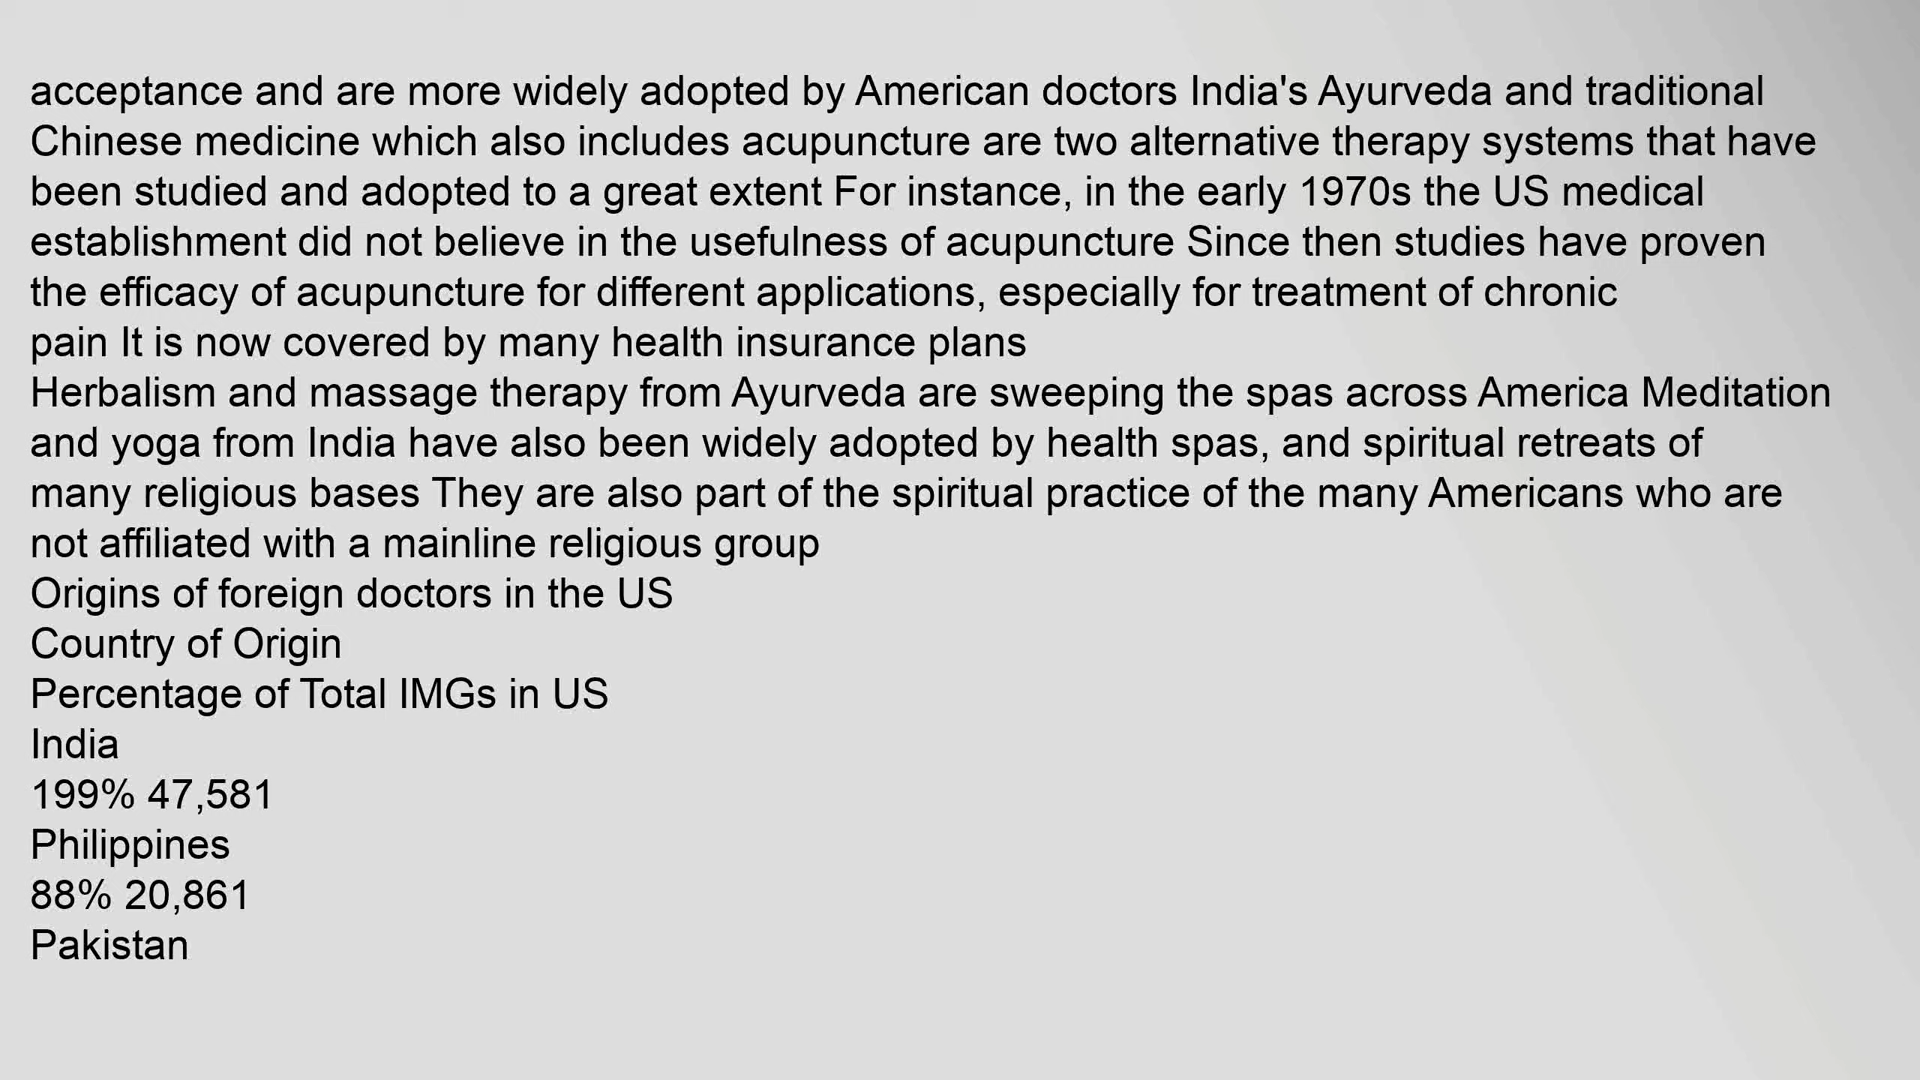 acceptance and are more widely adopted by American doctors India's Ayurveda and traditional
Chinese medicine which also includes acupuncture are two alternative therapy systems that have
been studied and adopted to a great extent For instance, in the early 1970s the US medical
establishment did not believe in the usefulness of acupuncture Since then studies have proven
the efficacy of acupuncture for different applications, especially for treatment of chronic
pain It is now covered by many health insurance plans
Herbalism and massage therapy from Ayurveda are sweeping the spas across America Meditation
and yoga from India have also been widely adopted by health spas, and spiritual retreats of
many religious bases They are also part of the spiritual practice of the many Americans who are
not affiliated with a mainline religious group
Origins of foreign doctors in the US
Country of Origin
Percentage of Total IMGs in US
India
199% 47,581
Philippines
88% 20,861
Pakistan